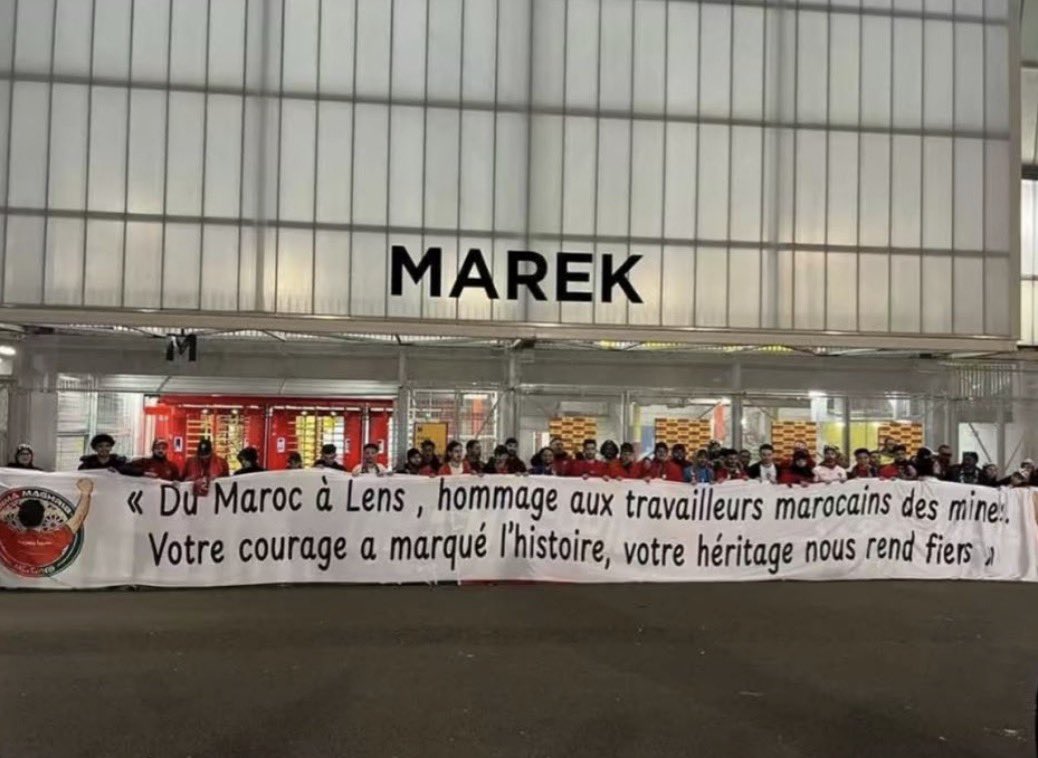 MAREK
M
« Du Maroc à Lens , hommage aux travailleurs marocains des mines.
Votre courage a marqué l'histoire, votre héritage nous rend fiers »